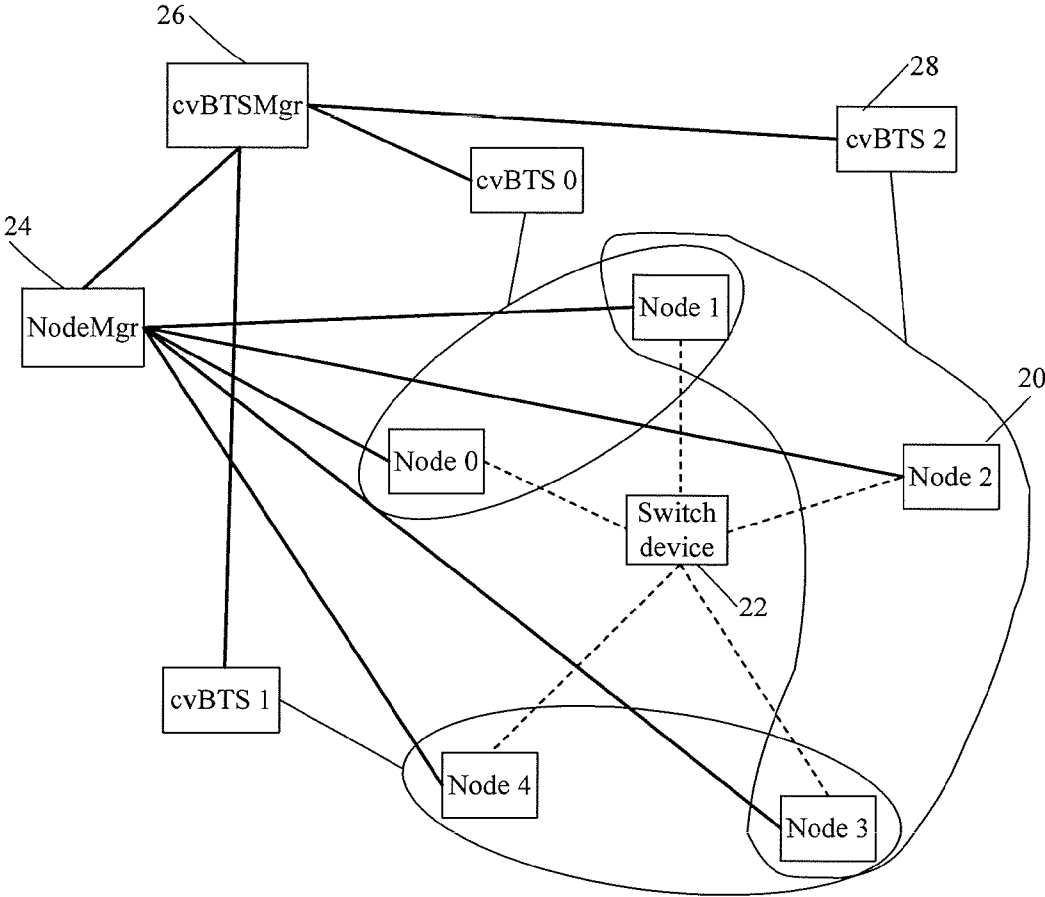 26
cvBTSMgr
28
cvBTS 2
cvBTS 0
24
NodeMgr
Node 1
20
Node 0
Node 2
Switch
device
22
cvBTS 1
Node 4
Node 3